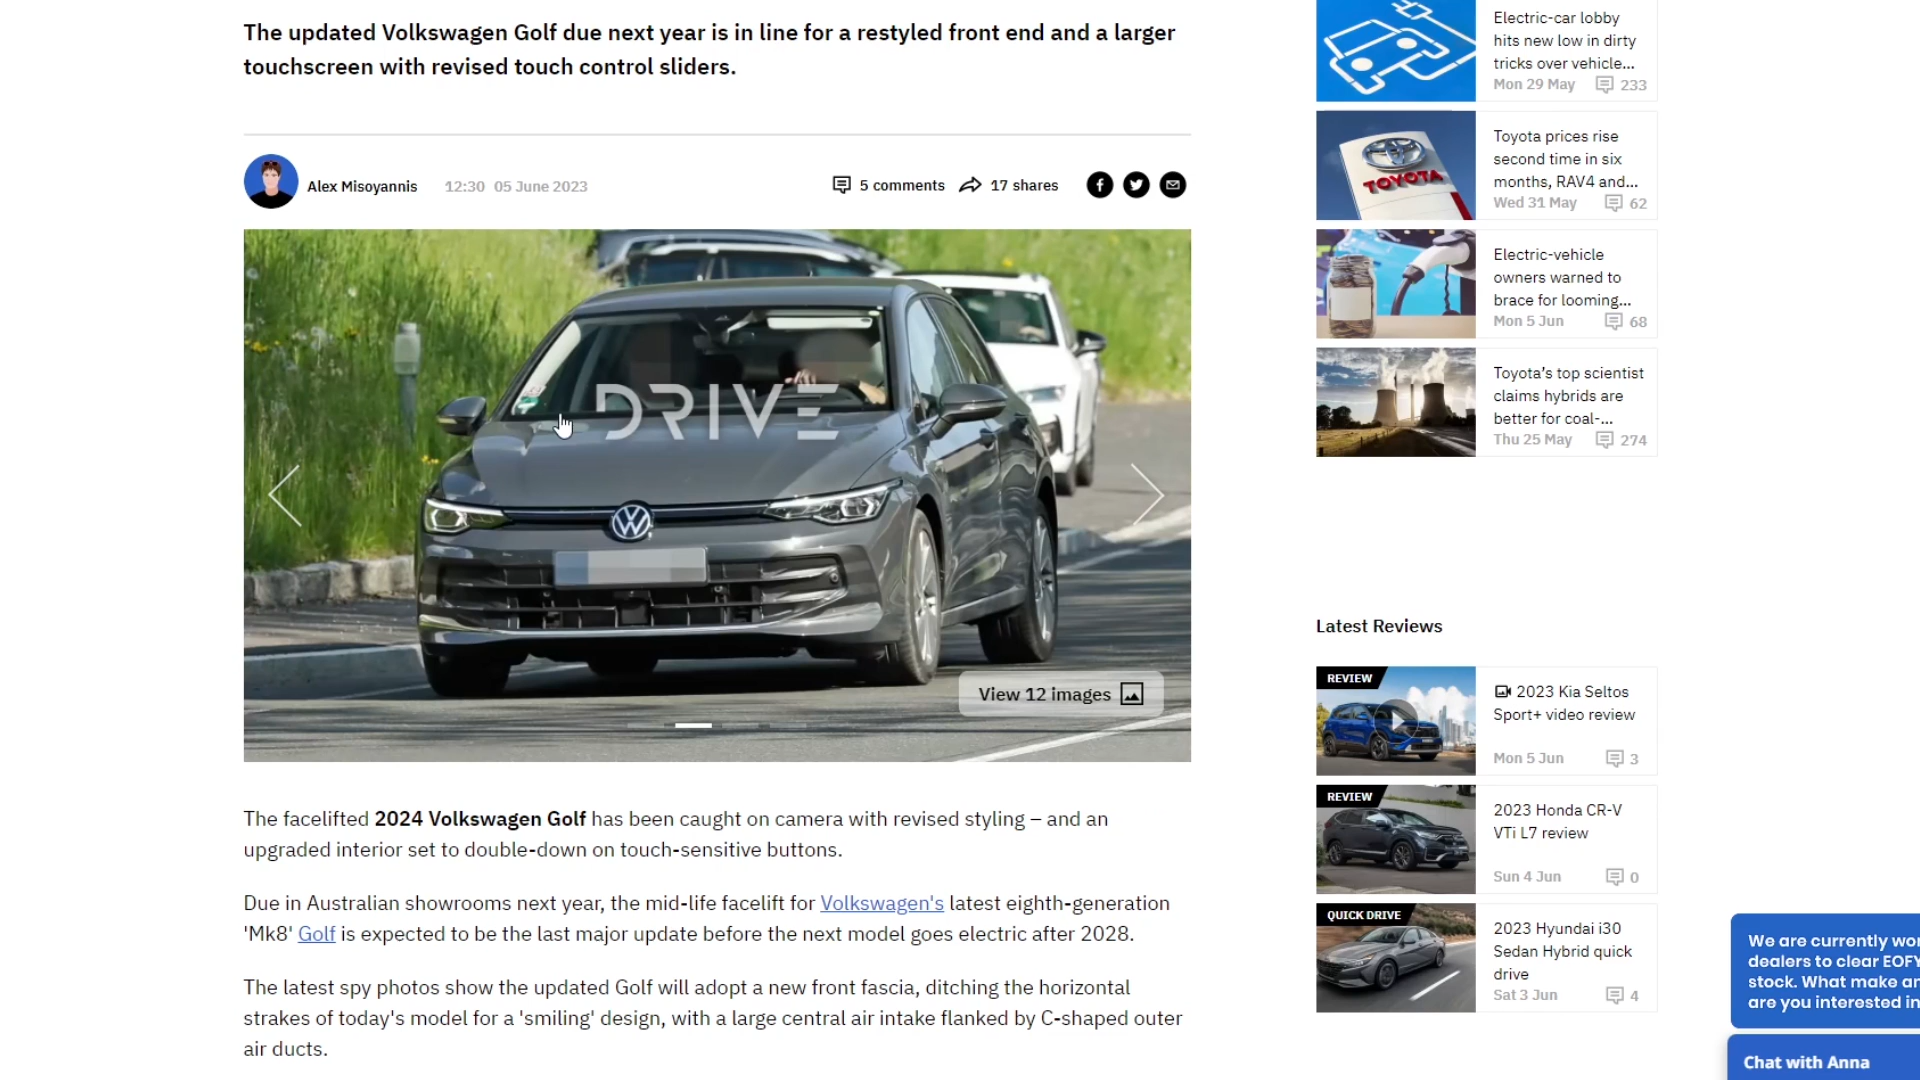 The updated Volkswagen Golf due next year is in line for a restyled front end and a larger
touchscreen with revised touch control sliders.
Alex Misoyannis 12:30 05 June 2023
5 comments 17 shares
DRIVE
View 12 images
The facelifted 2024 Volkswagen Golf has been caught on camera with revised styling – and an
upgraded interior set to double-down on touch-sensitive buttons.
Due in Australian showrooms next year, the mid-life facelift for Volkswagen's latest eighth-generation
'Mk8' Golf is expected to be the last major update before the next model goes electric after 2028.
The latest spy photos show the updated Golf will adopt a new front fascia, ditching the horizontal
strakes of today's model for a 'smiling' design, with a large central air intake flanked by C-shaped outer
air ducts.
Electric-car lobby
hits new low in dirty
tricks over vehicle...
Mon 29 May 233
TOYOTA
Toyota prices rise
second time in six
months, RAV4 and...
Wed 31 May 62
Electric-vehicle
owners warned to
brace for looming...
Mon 5 Jun 68
Toyota’s top scientist
claims hybrids are
better for coal-...
Thu 25 May 274
Latest Reviews
REVIEW
2023 Kia Seltos
Sport+ video review
Mon 5 Jun 3
REVIEW
2023 Honda CR-V
VTi L7 review
Sun 4 Jun 0
QUICK DRIVE
2023 Hyundai i30
Sedan Hybrid quick
drive
Sat 3 Jun 4
We are currently wor
dealers to clear EOFY
stock. What make an
are you interested in
Chat with Anna